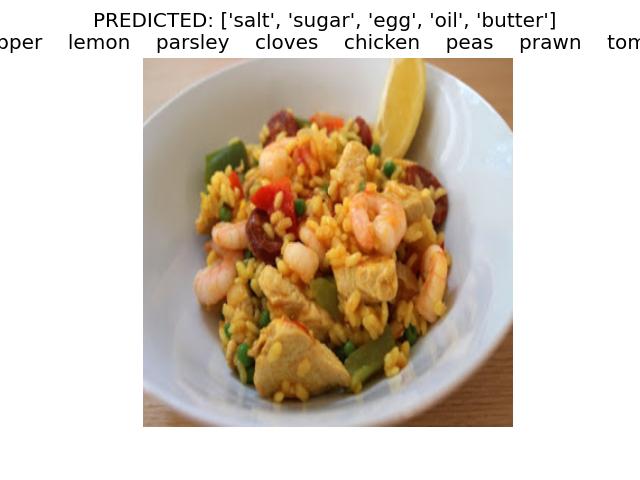 PREDICTED: ['salt', 'sugar', 'egg', 'oil', 'butter']
lemon parsley cloves chicken peas prawn